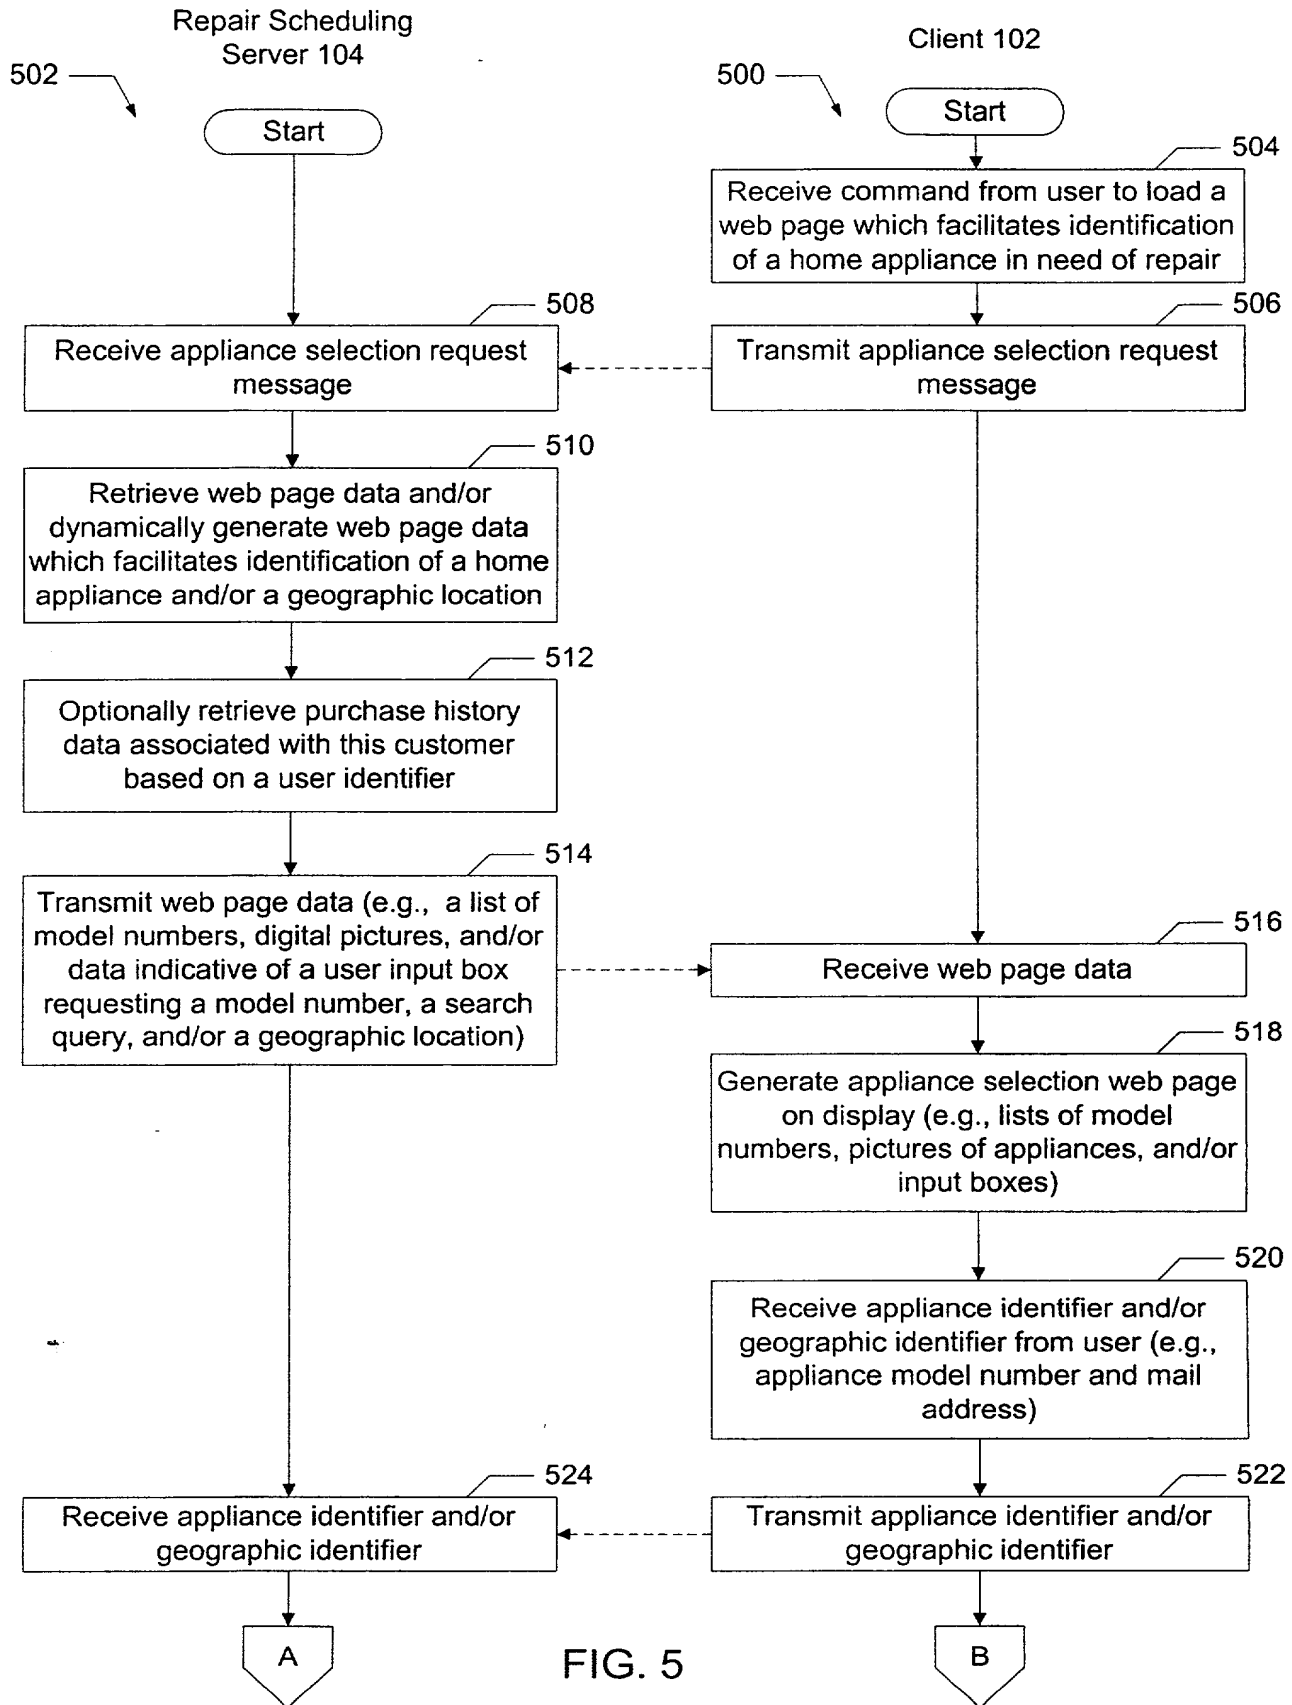 Repair Scheduling
Server 104
Client 102
502
500
Start
Start
504
Receive command from user to load a
web page which facilitates identification
of a home appliance in need of repair
508
506
Receive appliance selection request
message
Transmit appliance selection request
message
510
Retrieve web page data and/or
dynamically generate web page data
which facilitates identification of a home
appliance and/or a geographic location
512
Optionally retrieve purchase history
data associated with this customer
based on a user identifier
514
Transmit web page data (e.g., a list of
model numbers, digital pictures, and/or
data indicative of a user input box
requesting a model number, a search
query, and/or a geographic location)
516
Receive web page data
518
Generate appliance selection web page
on display (e.g., lists of model
numbers, pictures of appliances, and/or
input boxes)
520
Receive appliance identifier and/or
geographic identifier from user (e.g.,
appliance model number and mail
address)
524
522
Receive appliance identifier and/or
geographic identifier
Transmit appliance identifier and/or
geographic identifier
A
B
FIG. 5